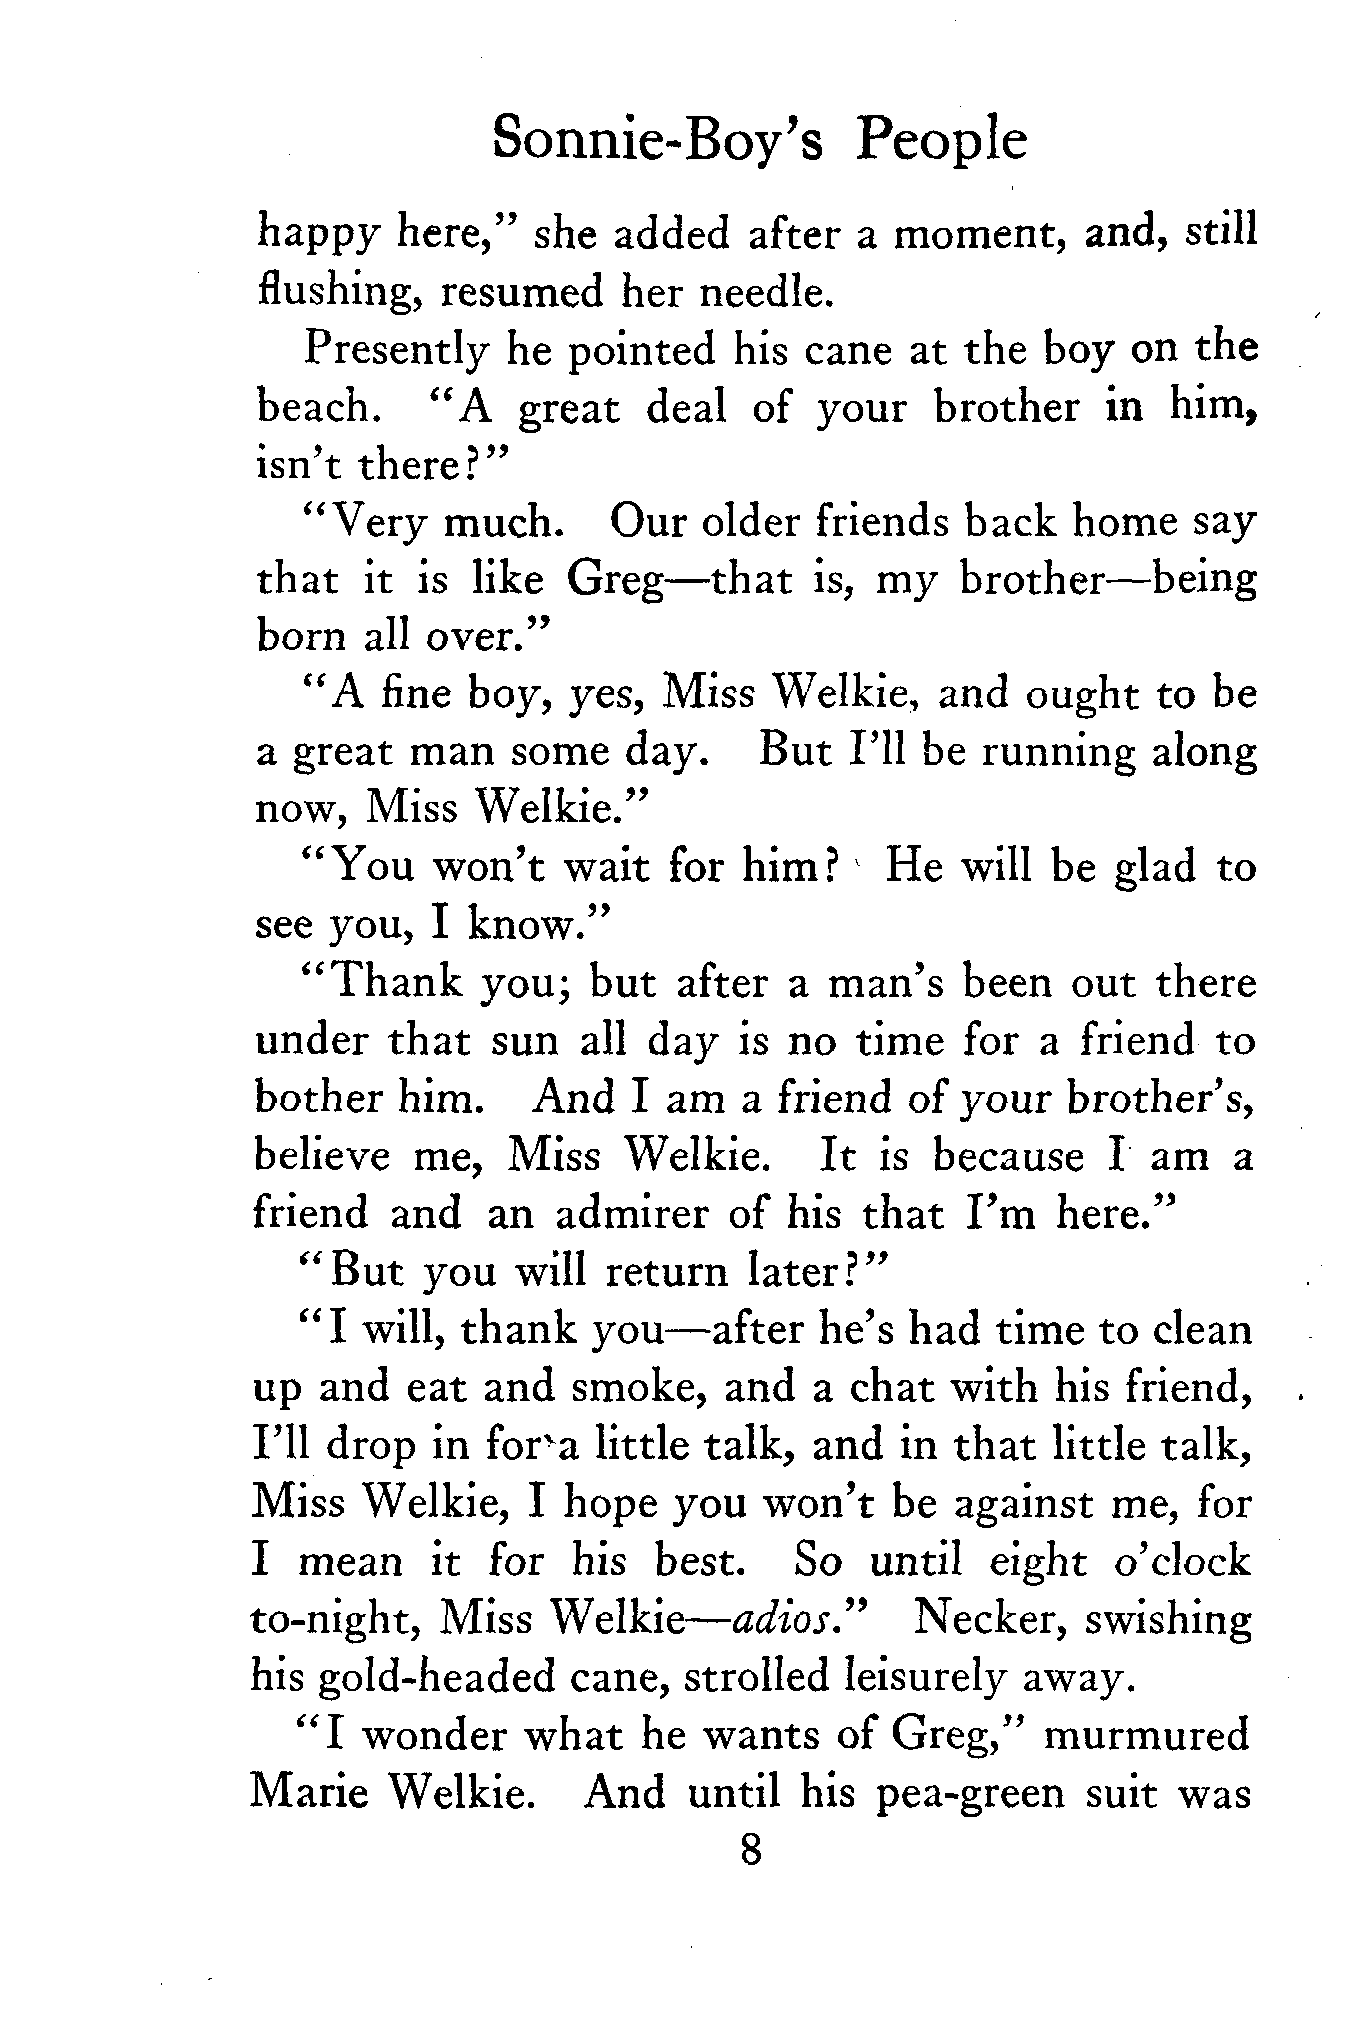 Sonnie-Boy's People
happy here," she added after a moment, and, still
flushing, resumed her needle.
Presently he pointed his cane at the boy on the
beach. "A great deal of your brother in him,
isn't there?"
"Very much. Our older friends back home say
that it is like Greg—that is, my brother—being
born all over."
"A fine boy, yes, Miss Welkie, and ought to be
a great man some day. But I'll be running along
now, Miss Welkie."
"You won't wait for him? He will be glad to
see you, I know."
"Thank you; but after a man's been out there
under that sun all day is no time for a friend to
bother him. And I am a friend of your brother's,
believe me, Miss Welkie. It is because I am a
friend and an admirer of his that I'm here."
"But you will return later?"
"I will, thank you—after he's had time to clean
up and eat and smoke, and a chat with his friend,
I'll drop in for a little talk, and in that little talk,
Miss Welkie, I hope you won't be against me, for
I mean it for his best. So until eight o'clock
to-night, Miss Welkie—adios." Necker, swishing
his gold-headed cane, strolled leisurely away.
"I wonder what he wants of Greg," murmured
Marie Welkie. And until his pea-green suit was
8